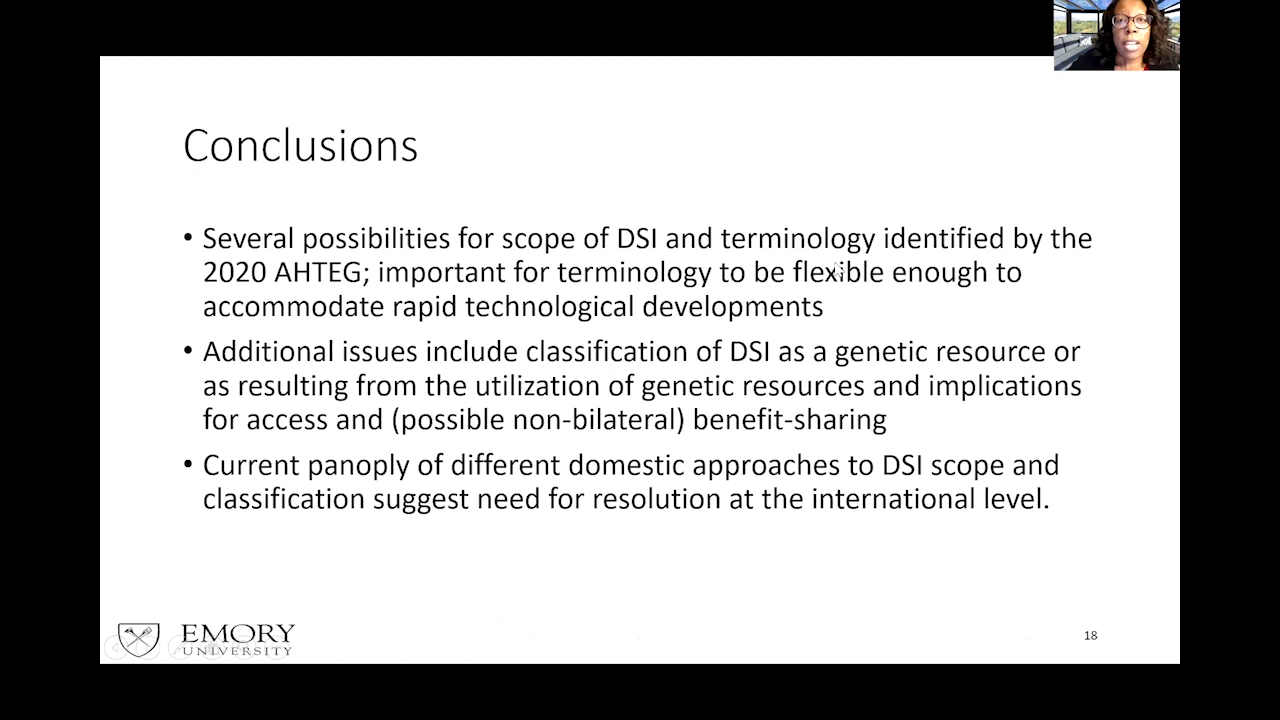 Conclusions
• Several possibilities for scope of DSI and terminology identified by the
2020 AHTEG; important for terminology to be flexible enough to
accommodate rapid technological developments
• Additional issues include classification of DSI as a genetic resource or
as resulting from the utilization of genetic resources and implications
for access and (possible non-bilateral) benefit-sharing
• Current panoply of different domestic approaches to DSI scope and
classification suggest need for resolution at the international level.
EMORY
UNIVERSITY
18